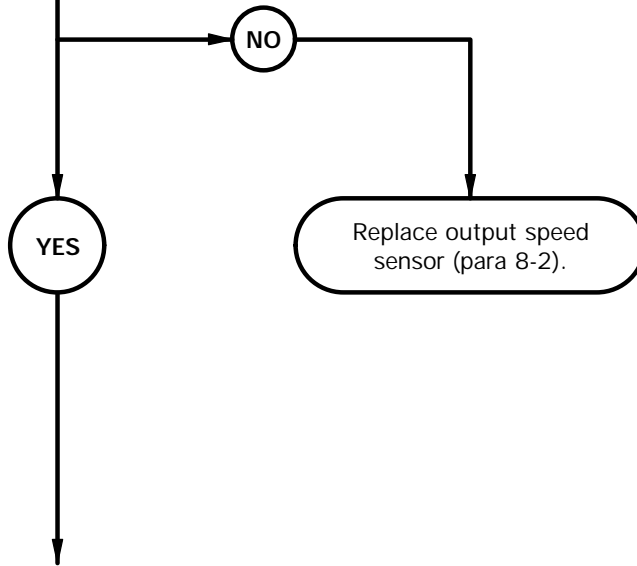 NO
YES
Replace output speed
sensor (para 8-2).